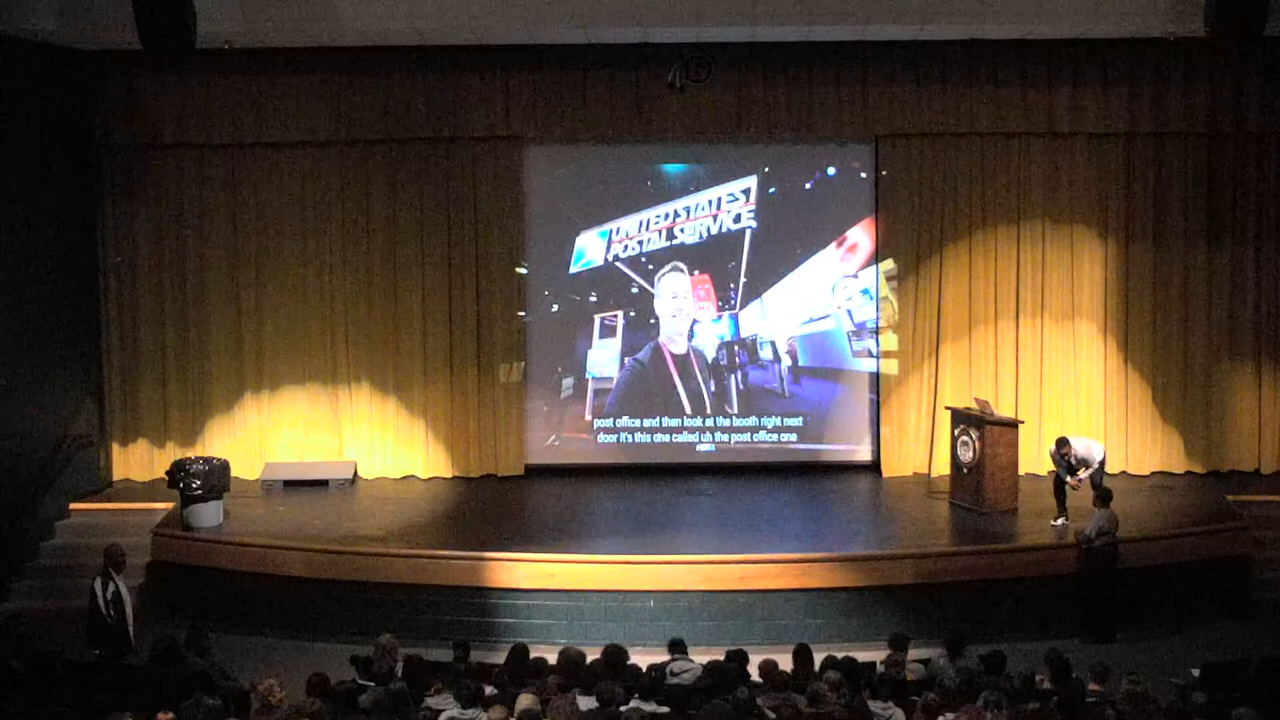 UNITED STATES
POSTAL SERVICE
post office and then look at the booth right next
door it's this one called uh the post office one